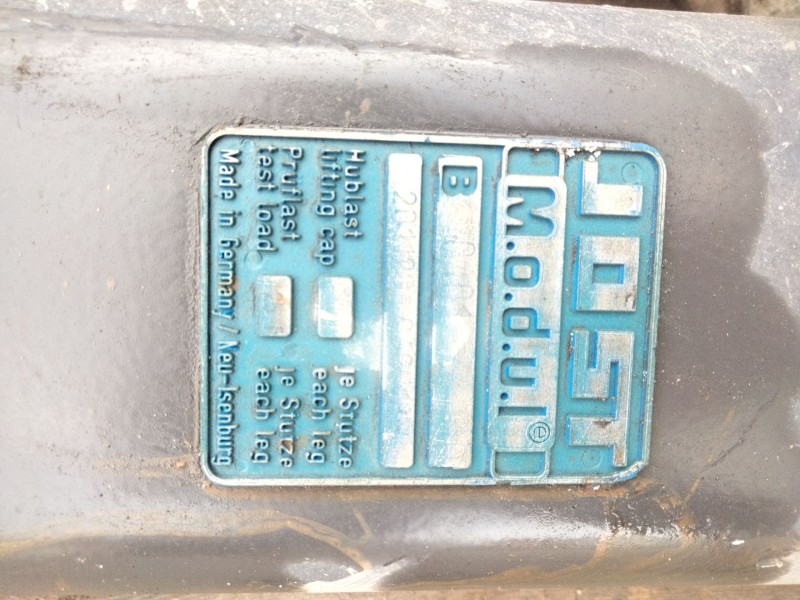 JOST
M.o.d.u.l e
B
Hublast je Stutze
lifting cap each leg
Pruflast je Stutze
test load each leg
Made in Germany / Neu-Isenburg